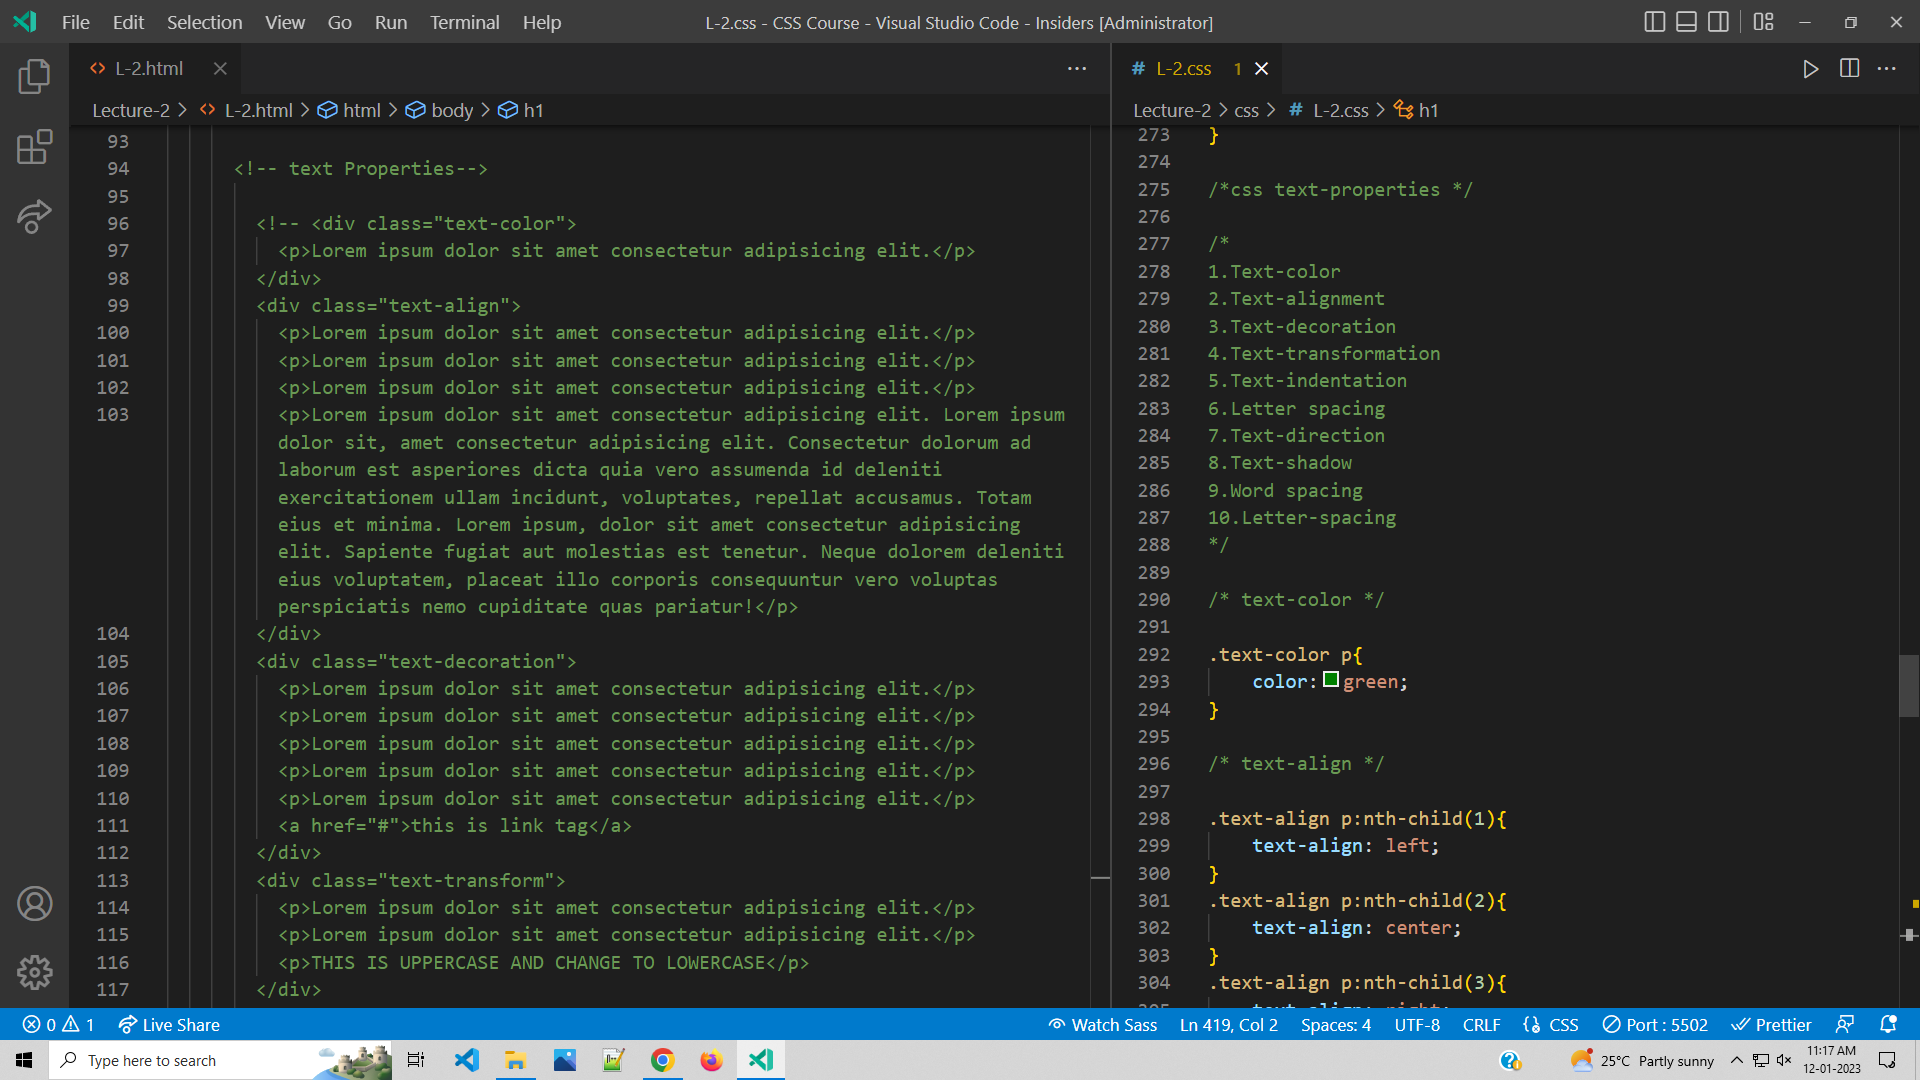 File Edit Selection View Go Run Terminal Help
L-2.css - CSS Course - Visual Studio Code - Insiders [Administrator]
L-2.html
Lecture-2 > L-2.html > html > body > h1
93
94 <!-- text Properties-->
95
96 <!-- <div class="text-color">
97 <p>Lorem ipsum dolor sit amet consectetur adipisicing elit.</p>
98 </div>
99 <div class="text-align">
100 <p>Lorem ipsum dolor sit amet consectetur adipisicing elit.</p>
101 <p>Lorem ipsum dolor sit amet consectetur adipisicing elit.</p>
102 <p>Lorem ipsum dolor sit amet consectetur adipisicing elit.</p>
103 <p>Lorem ipsum dolor sit amet consectetur adipisicing elit. Lorem ipsum
dolor sit, amet consectetur adipisicing elit. Consectetur dolorum ad
laborum est asperiores dicta quia vero assumenda id deleniti
exercitationem ullam incidunt, voluptates, repellat accusamus. Totam
eius et minima. Lorem ipsum, dolor sit amet consectetur adipisicing
elit. Sapiente fugiat aut molestias est tenetur. Neque dolorem deleniti
eius voluptatem, placeat illo corporis consequuntur vero voluptas
perspiciatis nemo cupiditate quas pariatur!</p>
104 </div>
105 <div class="text-decoration">
106 <p>Lorem ipsum dolor sit amet consectetur adipisicing elit.</p>
107 <p>Lorem ipsum dolor sit amet consectetur adipisicing elit.</p>
108 <p>Lorem ipsum dolor sit amet consectetur adipisicing elit.</p>
109 <p>Lorem ipsum dolor sit amet consectetur adipisicing elit.</p>
110 <p>Lorem ipsum dolor sit amet consectetur adipisicing elit.</p>
111 <a href="#">this is link tag</a>
112 </div>
113 <div class="text-transform">
114 <p>Lorem ipsum dolor sit amet consectetur adipisicing elit.</p>
115 <p>Lorem ipsum dolor sit amet consectetur adipisicing elit.</p>
116 <p>THIS IS UPPERCASE AND CHANGE TO LOWERCASE</p>
117 </div>
# L-2.css 1
Lecture-2 > css > # L-2.css > h1
273 }
274
275 /*css text-properties */
276
277 /*
278 1.Text-color
279 2.Text-alignment
280 3.Text-decoration
281 4.Text-transformation
282 5.Text-indentation
283 6.Letter spacing
284 7.Text-direction
285 8.Text-shadow
286 9.Word spacing
287 10.Letter-spacing
288 */
289
290 /* text-color */
291
292 .text-color p{
293 color: green;
294 }
295
296 /* text-align */
297
298 .text-align p:nth-child(1){
299 text-align: left;
300 }
301 .text-align p:nth-child(2){
302 text-align: center;
303 }
304 .text-align p:nth-child(3){
305 text-align: right;
0 1 Live Share Watch Sass Ln 419, Col 2 Spaces: 4 UTF-8 CRLF CSS Port : 5502 Prettier
Type here to search
25°C Partly sunny
11:17 AM
12-01-2023